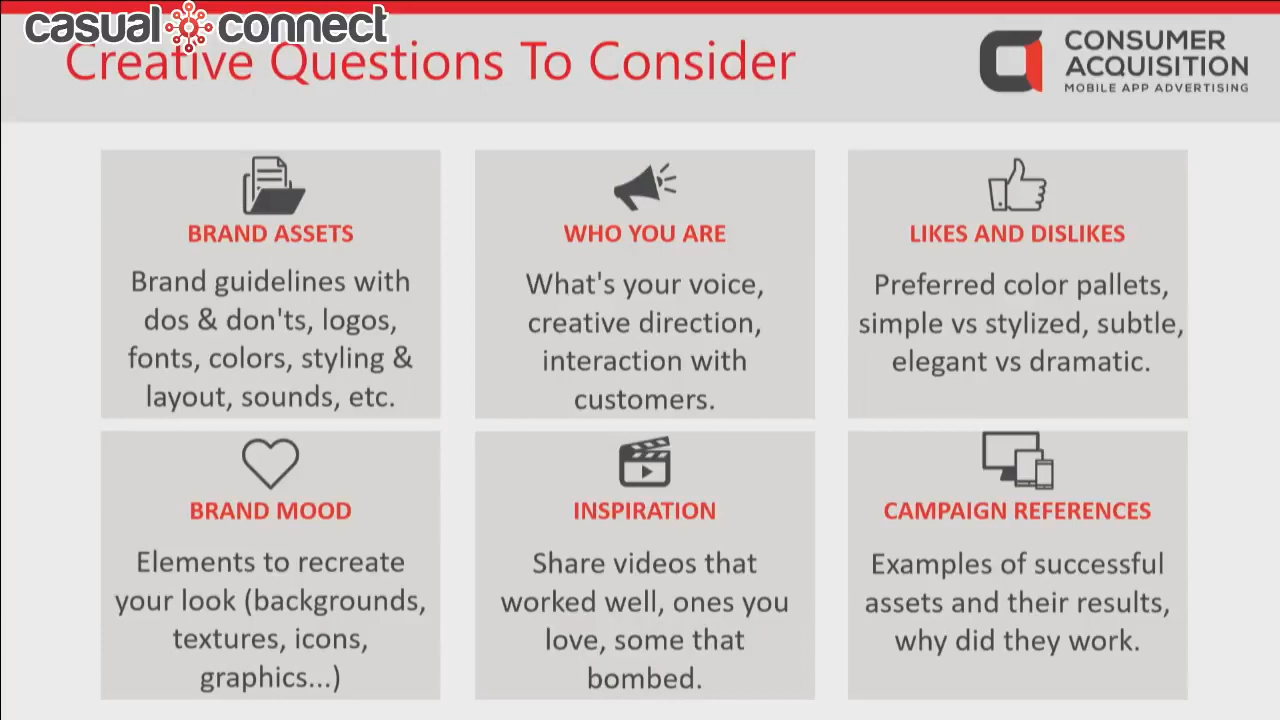 casual connect
Creative Questions To Consider
CONSUMER
ACQUISITION
MOBILE APP ADVERTISING
BRAND ASSETS
Brand guidelines with
dos & don'ts, logos,
fonts, colors, styling &
layout, sounds, etc.
WHO YOU ARE
What's your voice,
creative direction,
interaction with
customers.
LIKES AND DISLIKES
Preferred color pallets,
simple vs stylized, subtle,
elegant vs dramatic.
BRAND MOOD
Elements to recreate
your look (backgrounds,
textures, icons,
graphics...)
INSPIRATION
Share videos that
worked well, ones you
love, some that
bombed.
CAMPAIGN REFERENCES
Examples of successful
assets and their results,
why did they work.